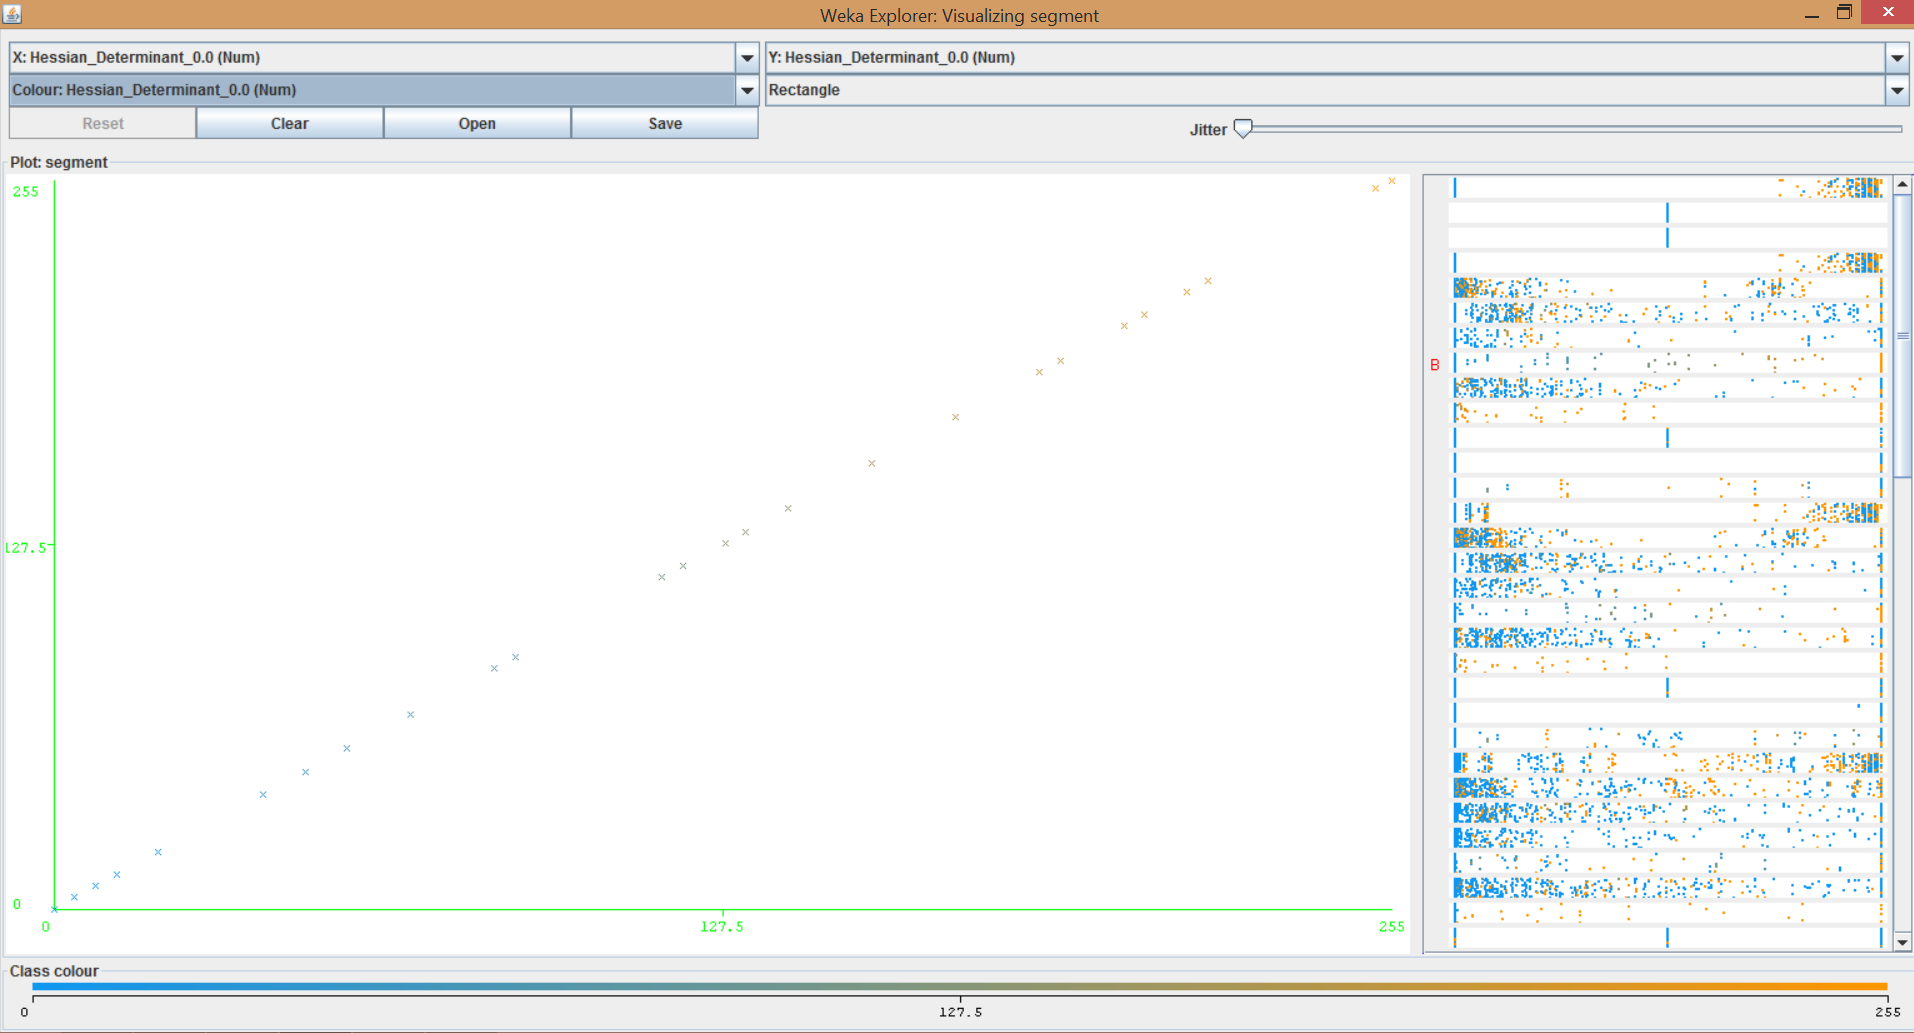 Weka Explorer: Visualizing segment
X: Hessian_Determinant_0.0 (Num)
Y: Hessian_Determinant_0.0 (Num)
Colour: Hessian_Determinant_0.0 (Num)
Rectangle
Reset
Clear
Open
Save
Jitter
Plot: segment
255
127.5
0
0
127.5
255
B
Class colour
0
127.5
255